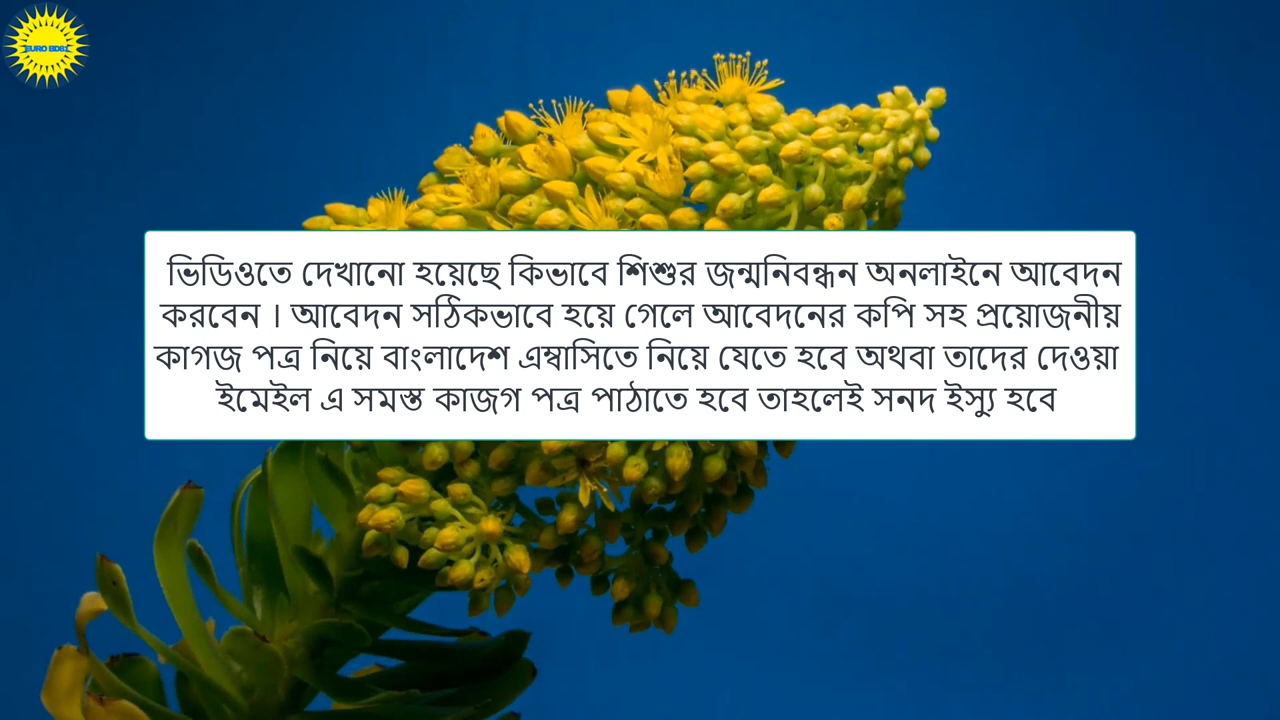 EURO BD61
ভিডিওতে দেখানো হয়েছে কিভাবে শিশুর জন্মনিবন্ধন অনলাইনে আবেদন
করবেন । আবেদন সঠিকভাবে হয়ে গেলে আবেদনের কপি সহ প্রয়োজনীয়
কাগজ পত্র নিয়ে বাংলাদেশ এম্বাসিতে নিয়ে যেতে হবে অথবা তাদের দেওয়া
ইমেইল এ সমস্ত কাজগ পত্র পাঠাতে হবে তাহলেই সনদ ইস্যু হবে